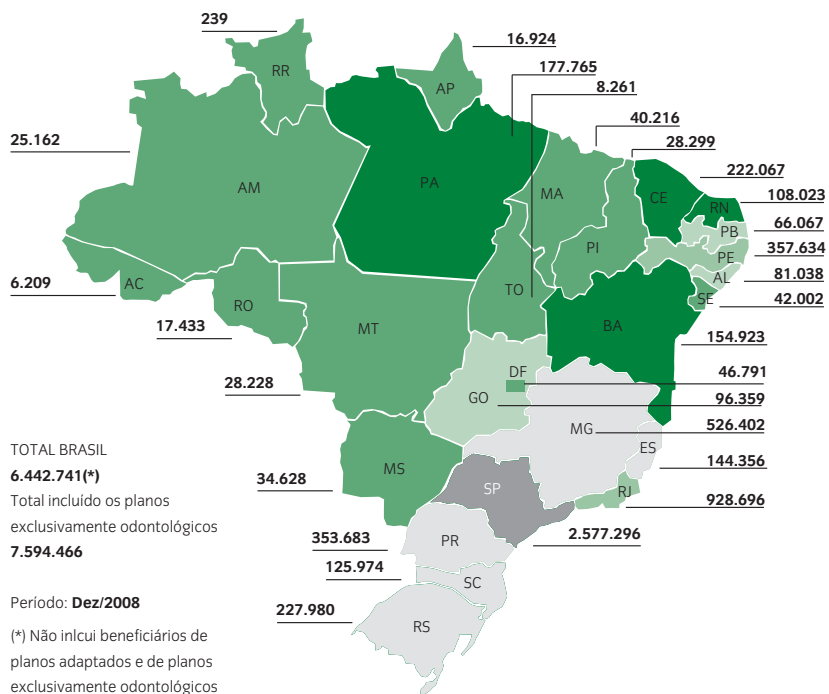 239
16.924
177.765
8.261
40.216
28.299
222.067
108.023
66.067
357.634
81.038
42.002
154.923
46.791
96.359
526.402
144.356
928.696
2.577.296
25.162
6.209
17.433
28.228
34.628
353.683
125.974
227.980
RR
AP
AM
PA
MA
CE
RN
PB
PE
AL
SE
PI
AC
RO
TO
BA
MT
DF
GO
MG
ES
MS
SP
RJ
PR
SC
RS
TOTAL BRASIL
6.442.741(*)
Total incluído os planos
exclusivamente odontológicos
7.594.466
Período: Dez/2008
(*) Não inlcui beneficiários de
planos adaptados e de planos
exclusivamente odontológicos